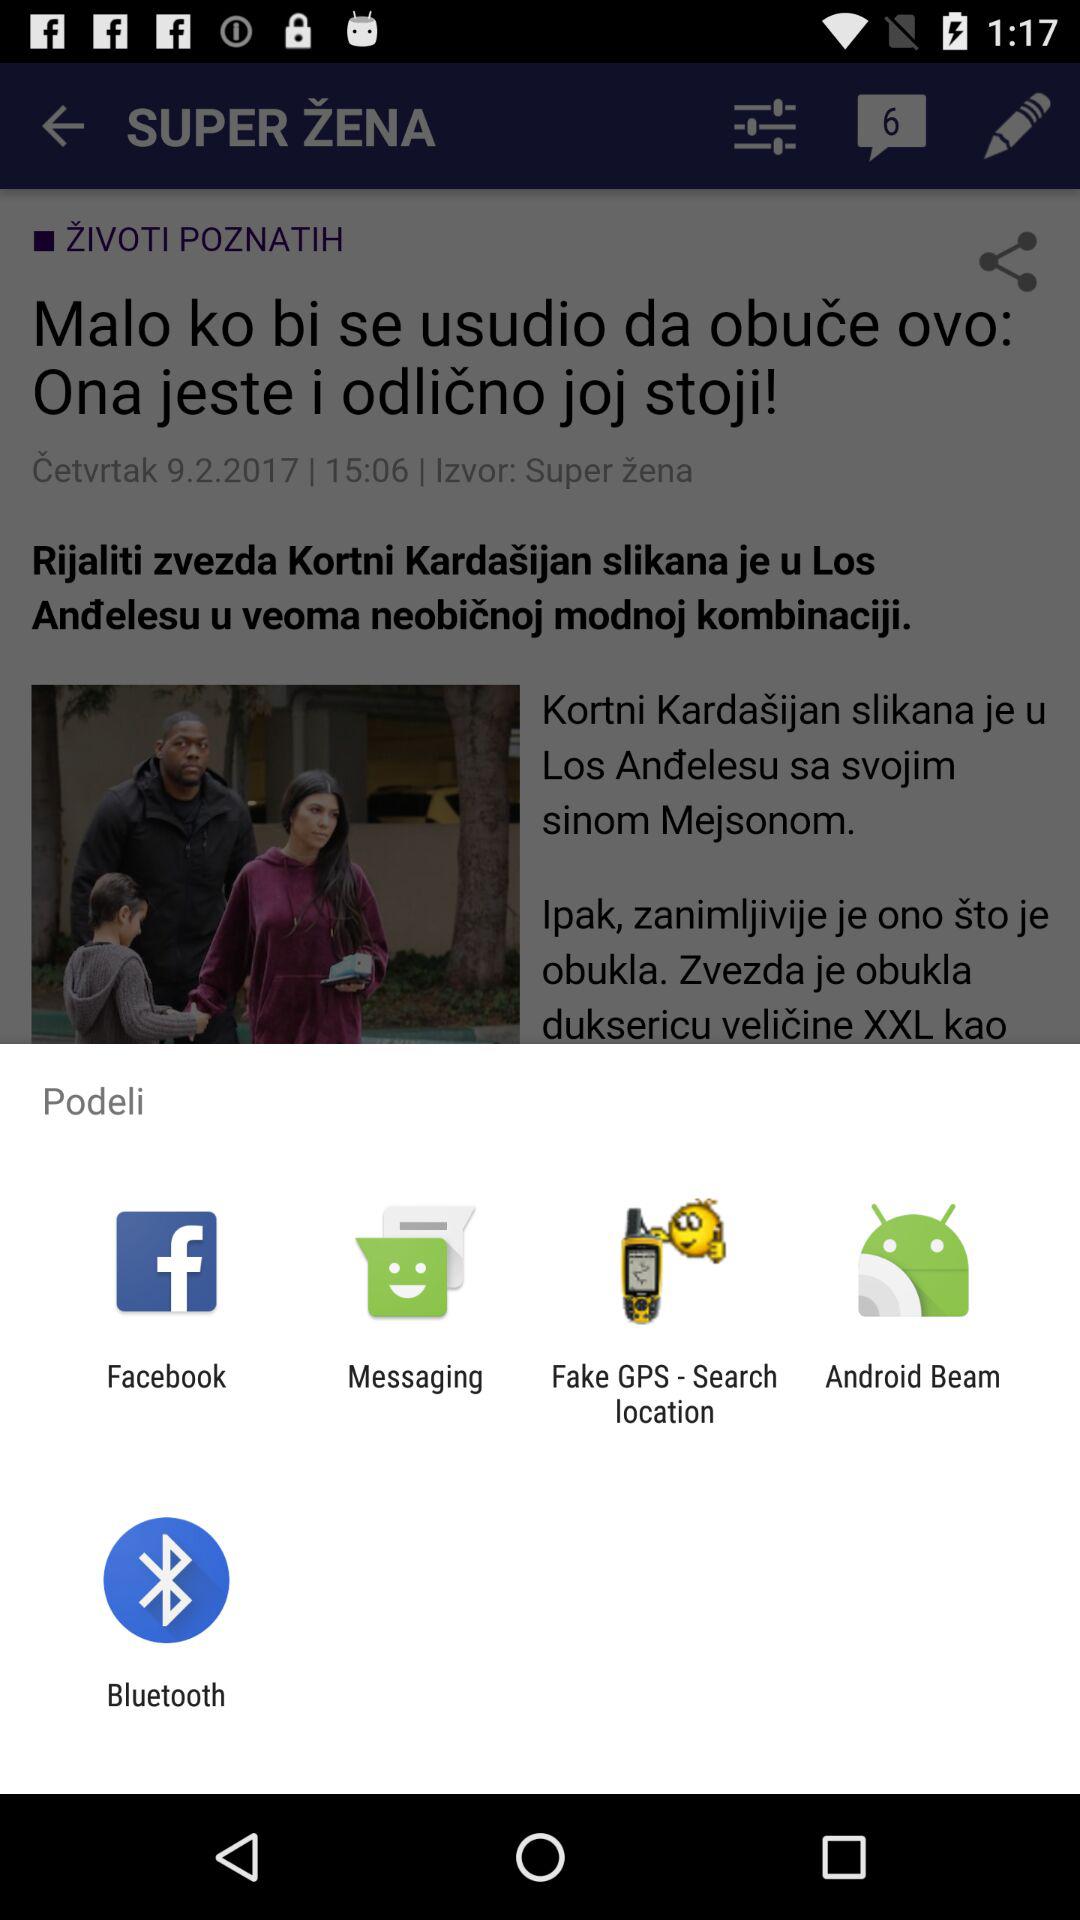 1:17
SUPER ŽENA
6
ŽIVOTI POZNATIH
Malo ko bi se usudio da obuče ovo:
Ona jeste i odlično joj stoji!
Četvrtak 9.2.2017 | 15:06 | Izvor: Super žena
Rijaliti zvezda Kortni Kardašijan slikana je u Los
Anđelesu u veoma neobičnoj modnoj kombinaciji.
Kortni Kardašijan slikana je u
Los Anđelesu sa svojim
sinom Mejsonom.
Ipak, zanimljivije je ono što je
obukla. Zvezda je obukla
duksericu veličine XXL kao
Podeli
Facebook
Messaging
Fake GPS - Search
location
Android Beam
Bluetooth